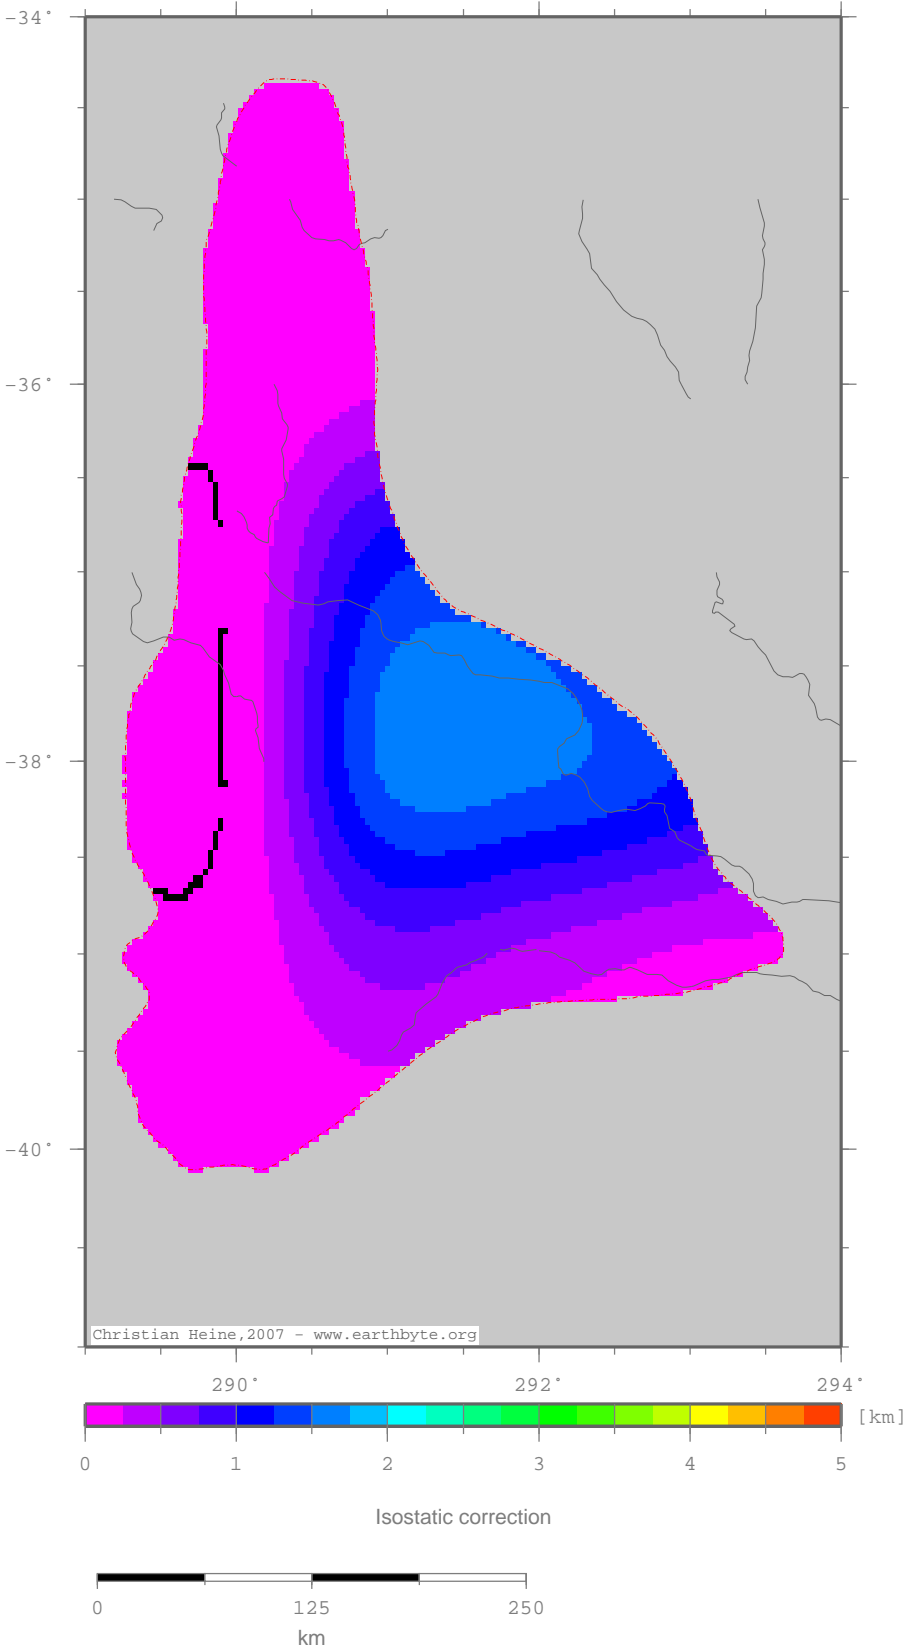 -34°
-36°
-38°
-40°
Christian Heine,2007 - www.earthbyte.org
290° 292° 294°
[km]
0 1 2 3 4 5
Isostatic correction
0 125 250
km